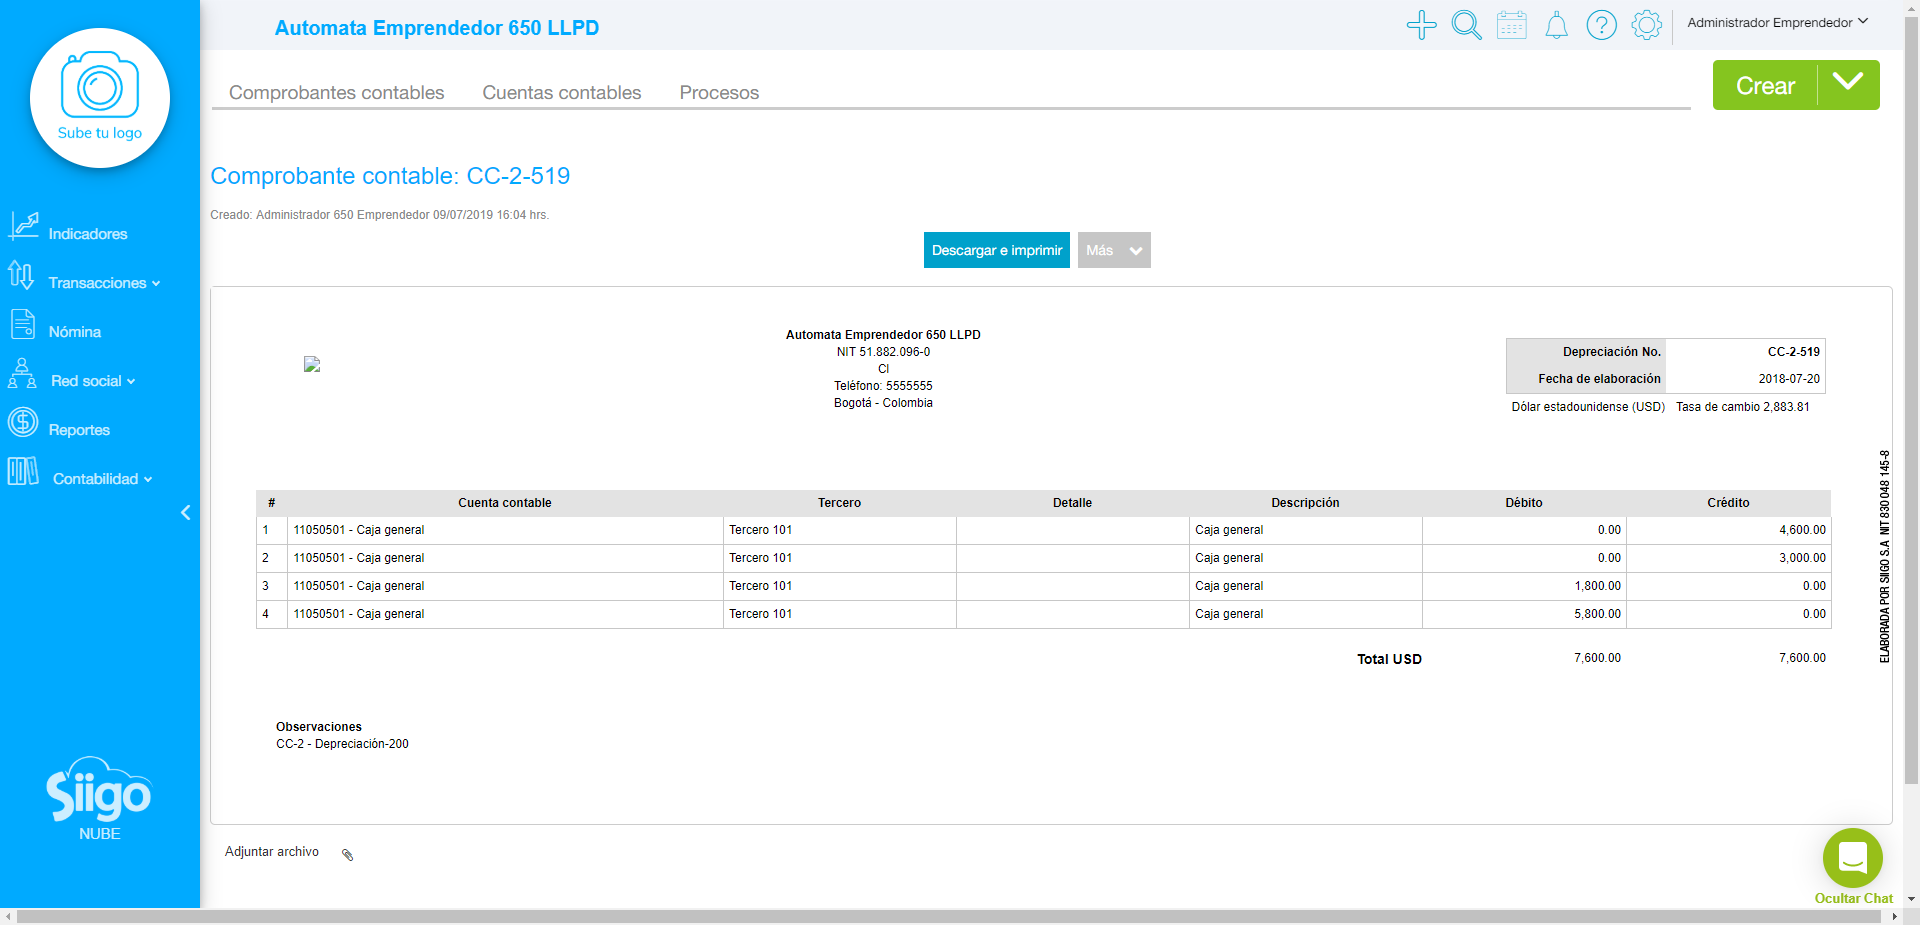 Automata Emprendedor 650 LLPD
Administrador Emprendedor
Sube tu logo
Comprobantes contables Cuentas contables Procesos
Crear
Comprobante contable: CC-2-519
Creado: Administrador 650 Emprendedor 09/07/2019 16:04 hrs.
Indicadores
Transacciones
Nómina
Red social
Reportes
Contabilidad
Descargar e imprimir Más
Automata Emprendedor 650 LLPD
NIT 51.882.096-0
Cl
Teléfono: 5555555
Bogotá - Colombia
Depreciación No. CC-2-519
Fecha de elaboración 2018-07-20
Dólar estadounidense (USD) Tasa de cambio 2,883.81
# Cuenta contable Tercero Detalle Descripción Débito Crédito
1 11050501 - Caja general Tercero 101 Caja general 0.00 4,600.00
2 11050501 - Caja general Tercero 101 Caja general 0.00 3,000.00
3 11050501 - Caja general Tercero 101 Caja general 1,800.00 0.00
4 11050501 - Caja general Tercero 101 Caja general 5,800.00 0.00
Total USD 7,600.00 7,600.00
ELABORADA POR SIIGO S.A NIT 830 048 145-8
Observaciones
CC-2 - Depreciación-200
Siigo
NUBE
Adjuntar archivo
Ocultar Chat